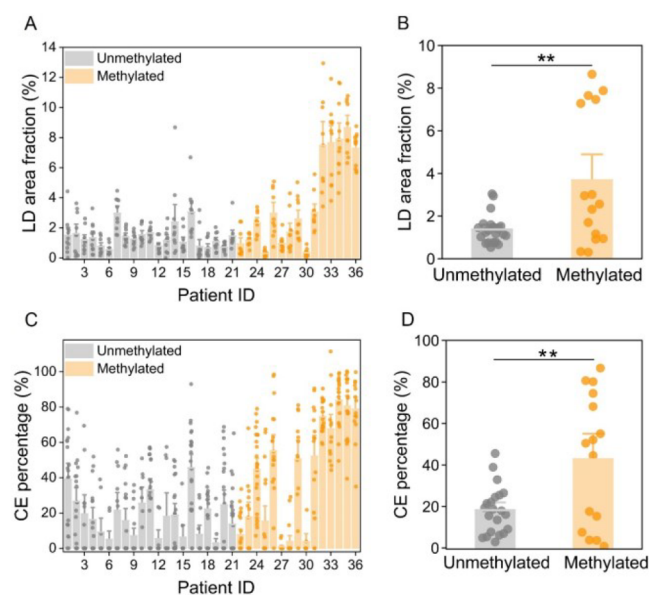 A
LD area fraction (%)
14
12
10
8
6
4
2
0
Unmethylated
Methylated
3 6 9 12 15 18 21 24 27 30 33 36
Patient ID
B
LD area fraction (%)
10
8
6
4
2
0
**
Unmethylated Methylated
C
CE percentage (%)
100
80
60
40
20
0
Unmethylated
Methylated
3 6 9 12 15 18 21 24 27 30 33 36
Patient ID
D
CE percentage (%)
100
80
60
40
20
0
**
Unmethylated Methylated